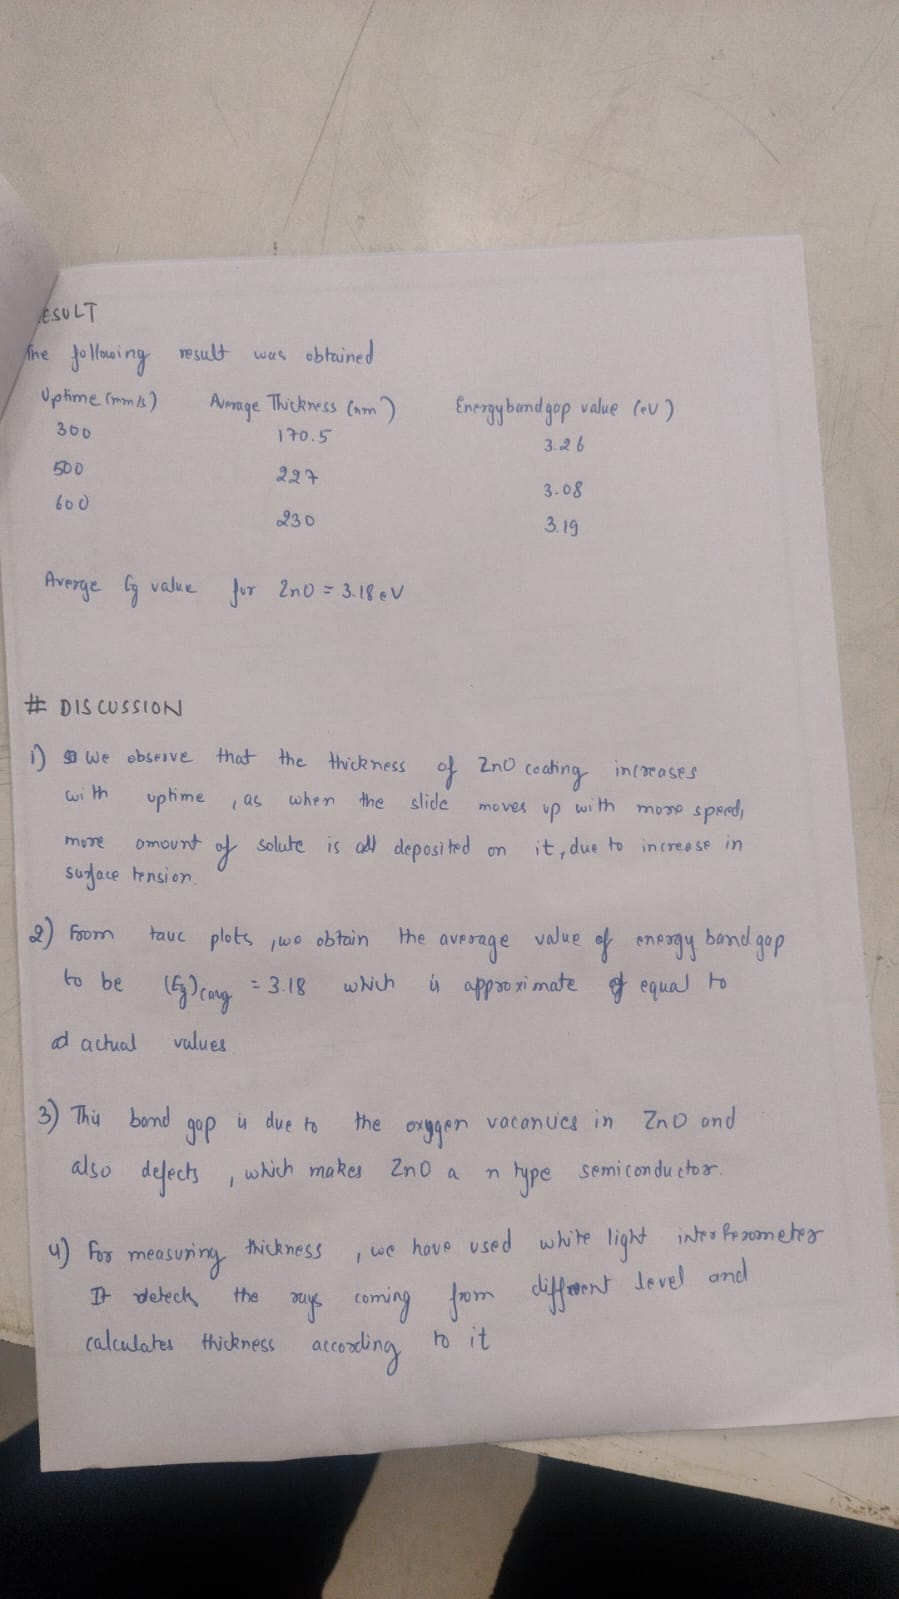 ESULT
The following result was obtained
Uptime (mm/s) Average Thickness (nm) Energy band gap value (eV)
300 170.5 3.26
500 227 3.08
600 230 3.19
Averge Eg value for ZnO = 3.18 eV
# DISCUSSION
1) we observe that the thickness of ZnO coating increases
with uptime , as when the slide moves up with more speed,
more amount of solute is deposited on it, due to increase in
surface tension.
2) From tauc plots , we obtain the average value of energy band gap
to be (Eg) = 3.18 which is approximate equal to
actual values
3) This band gap is due to the oxygen vacancies in ZnO and
also defects , which makes ZnO a n type semiconductor.
4) For measuring thickness , we have used white light interferometer
It detects the rays coming from different level and
calculates thickness according to it